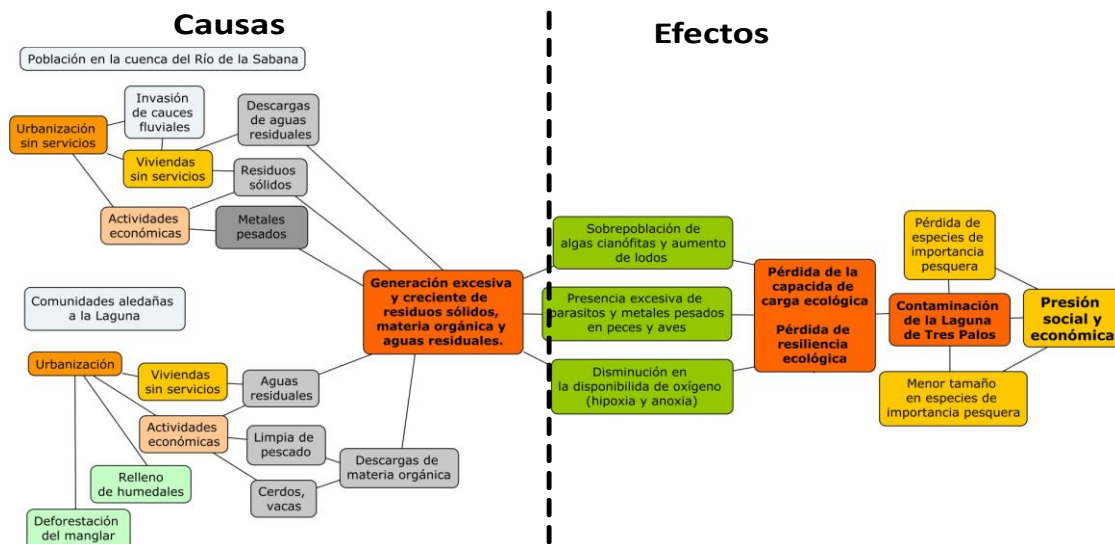 Causas
Efectos
Población en la cuenca del Río de la Sabana
Invasión
de cauces
fluviales
Descargas
de aguas
residuales
Urbanización
sin servicios
Viviendas
sin servicios
Residuos
sólidos
Actividades
económicas
Metales
pesados
Comunidades aledañas
a la Laguna
Generación excesiva
y creciente de
residuos sólidos,
materia orgánica y
aguas residuales.
Urbanización
Viviendas
sin servicios
Aguas
residuales
Actividades
económicas
Limpia de
pescado
Descargas de
materia orgánica
Relleno
de humedales
Cerdos,
vacas
Deforestación
del manglar
Sobrepoblación de
algas cianófitas y aumento
de lodos
Presencia excesiva de
parasitos y metales pesados
en peces y aves
Disminución en
la disponibilida de oxígeno
(hipoxia y anoxia)
Pérdida de la
capacida de
carga ecológica
Pérdida de
resiliencia
ecológica
Pérdida de
especies de
importancia
pesquera
Contaminación
de la Laguna
de Tres Palos
Presión
social y
económica
Menor tamaño
en especies de
importancia pesquera